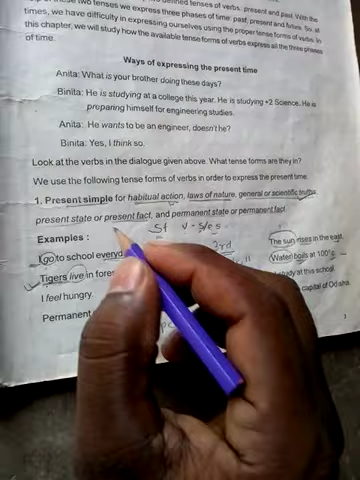 these two tenses we express three phases of time: past, present and future. So, at
times, we have difficulty in expressing ourselves using the proper tense forms of verbs. In
this chapter, we will study how the available tense forms of verbs express all the three phases
of time.
Ways of expressing the present time
Anita: What is your brother doing these days?
Binita: He is studying at a college this year. He is studying +2 Science. He is
preparing himself for engineering studies.
Anita: He wants to be an engineer, doesn't he?
Binita: Yes, I think so.
Look at the verbs in the dialogue given above. What tense forms are they in?
We use the following tense forms of verbs in order to express the present time.
1. Present simple for habitual action, laws of nature, general or scientific truths,
present state or present fact, and permanent state or permanent fact.
V - s/es
Examples :
3rd
The sun rises in the east.
I go to school everyd
Water boils at 100°c
Tigers live in fores
study at this school.
I feel hungry.
capital of Odisha.
Permanent